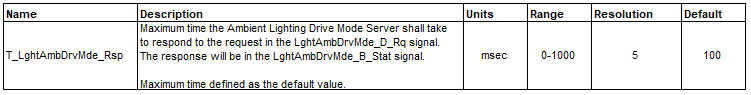 Name Description Units Range Resolution Default
Maximum time the Ambient Lighting Drive Mode Server shall take
to respond to the request in the LghtAmbDrvMde_D_Rq signal.
The response will be in the LghtAmbDrvMde_B_Stat signal.
T_LghtAmbDrvMde_Rsp msec 0-1000 5 100
Maximum time defined as the default value.